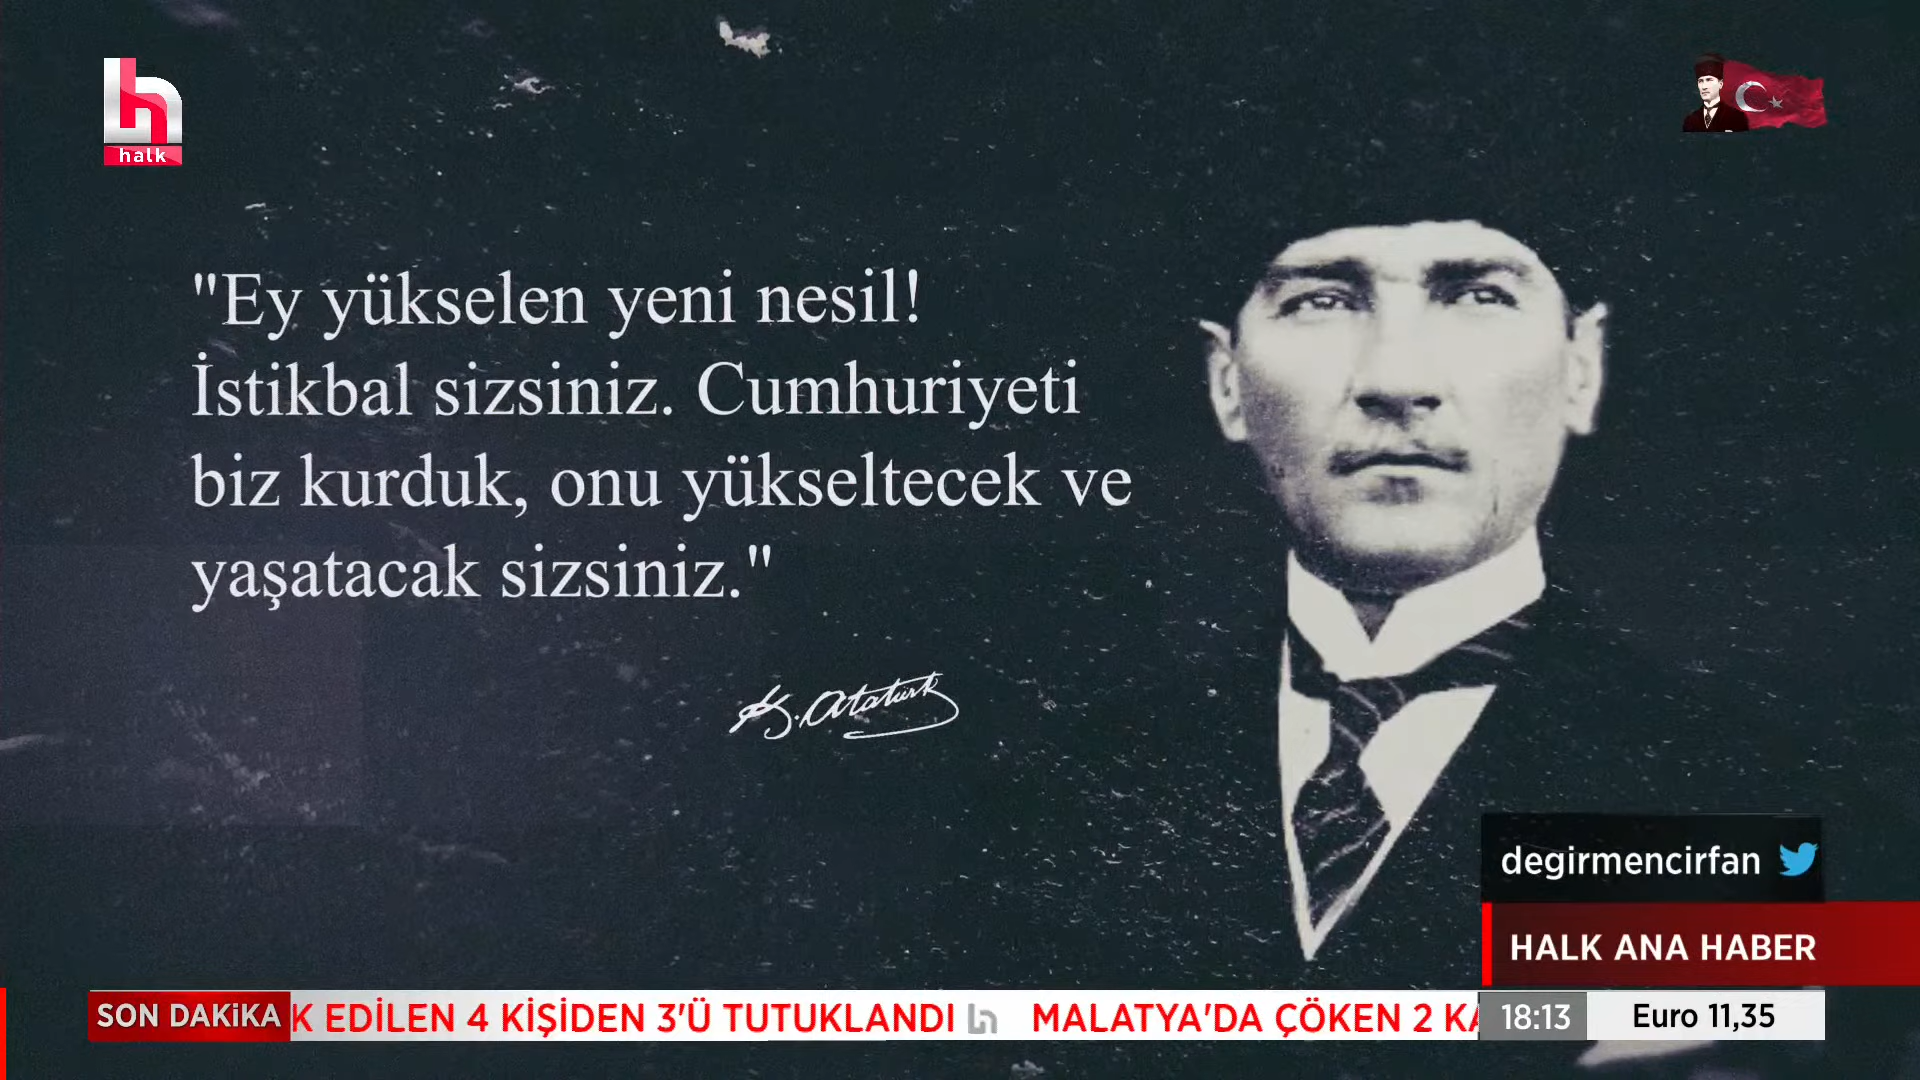 halk
"Ey yükselen yeni nesil!
İstikbal sizsiniz. Cumhuriyeti
biz kurduk, onu yükseltecek ve
yaşatacak sizsiniz."
K. Atatürk
degirmencirfan
HALK ANA HABER
SON DAKiKA K EDİLEN 4 KİŞİDEN 3'Ü TUTUKLANDI MALATYA'DA ÇÖKEN 2 KA 18:13 Euro 11,35